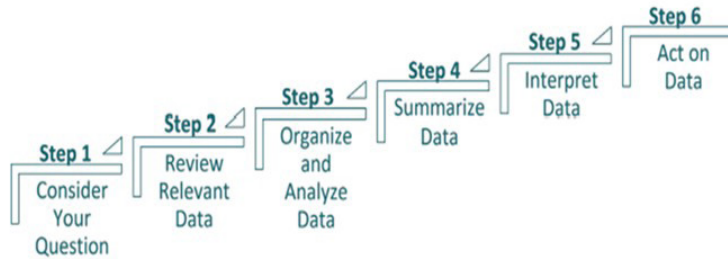 Step 1
Consider
Your
Question
Step 2
Review
Relevant
Data
Step 3
Organize
and
Analyze
Data
Step 4
Summarize
Data
Step 5
Interpret
Data
Step 6
Act on
Data